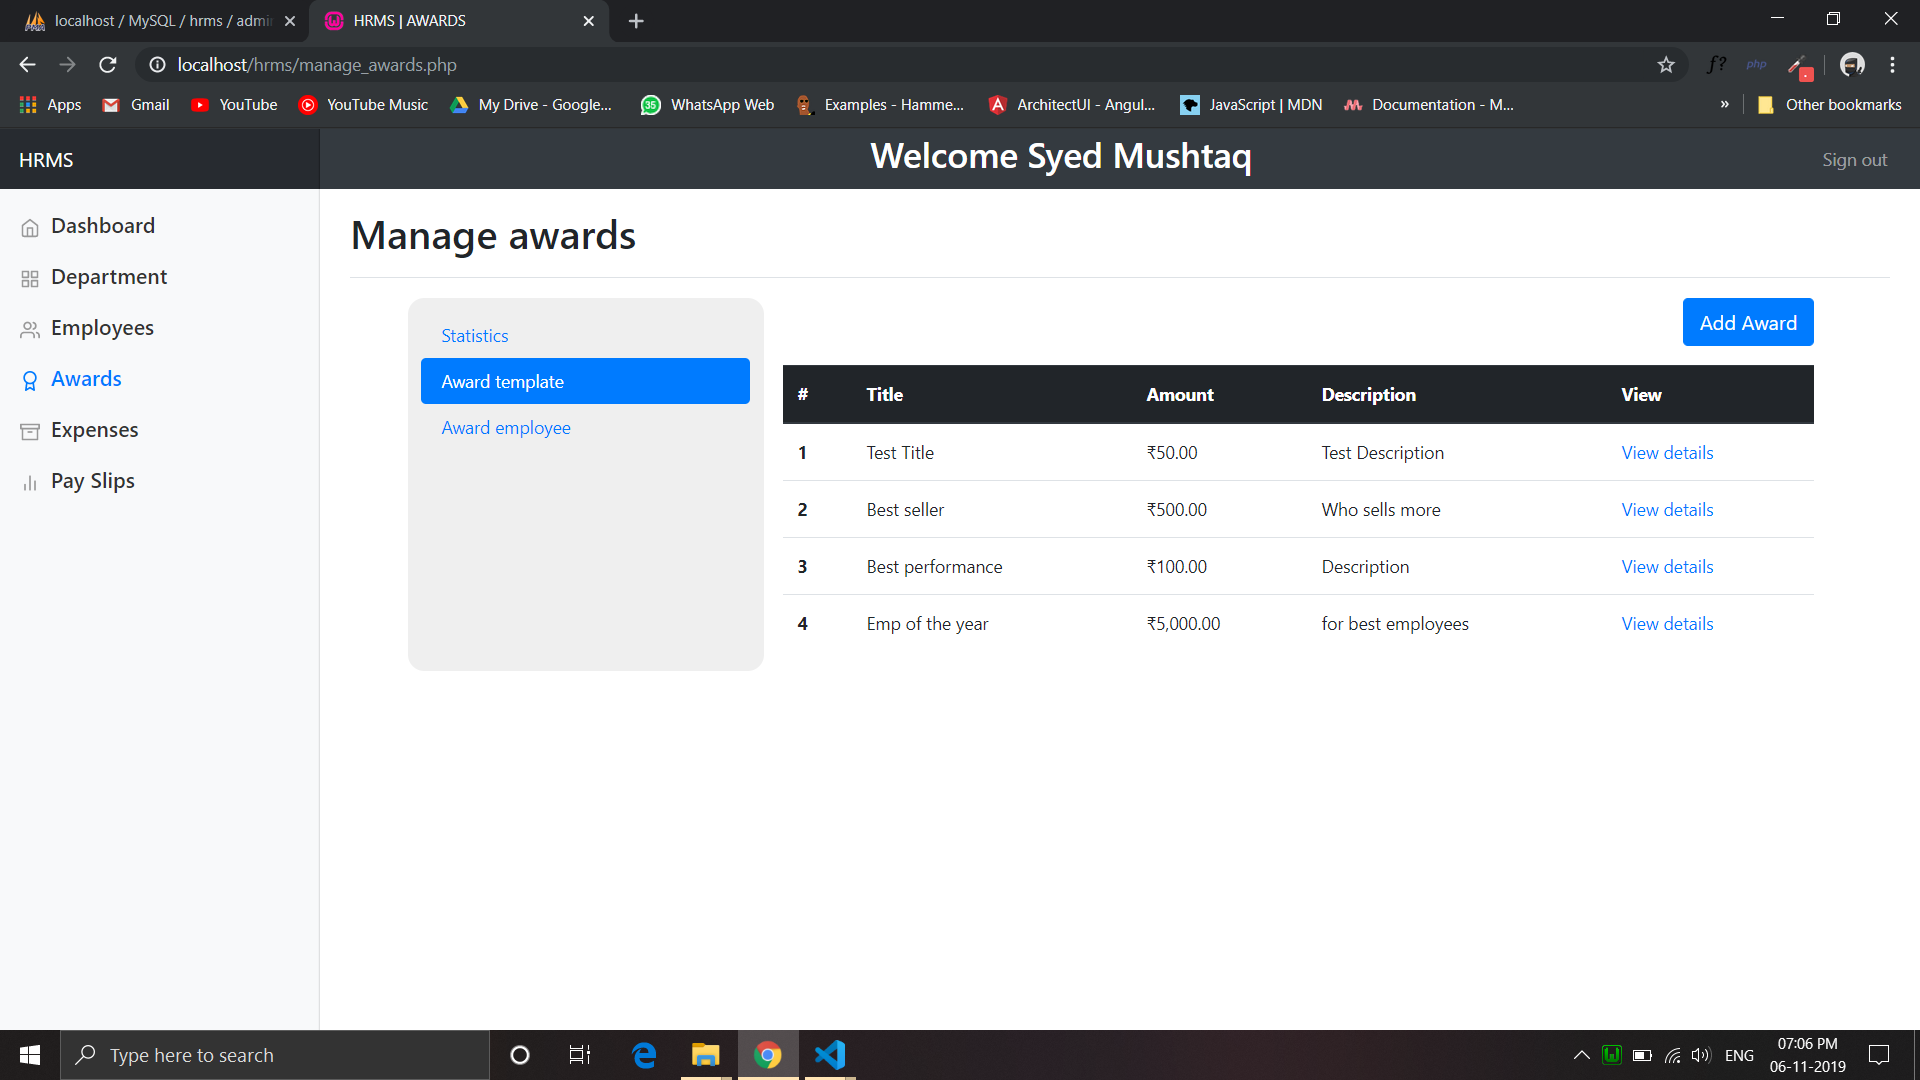 localhost / MySQL / hrms / admin
HRMS | AWARDS
localhost/hrms/manage_awards.php
f?
php
Apps
Gmail
YouTube
YouTube Music
My Drive - Google...
35
WhatsApp Web
Examples - Hamme...
ArchitectUI - Angul...
JavaScript | MDN
Documentation - M...
»
Other bookmarks
HRMS
Welcome Syed Mushtaq
Sign out
Dashboard
Department
Employees
Awards
Expenses
Pay Slips
Manage awards
Statistics
Award template
Award employee
Add Award
# Title Amount Description View
1 Test Title ₹50.00 Test Description View details
2 Best seller ₹500.00 Who sells more View details
3 Best performance ₹100.00 Description View details
4 Emp of the year ₹5,000.00 for best employees View details
Type here to search
ENG
07:06 PM
06-11-2019